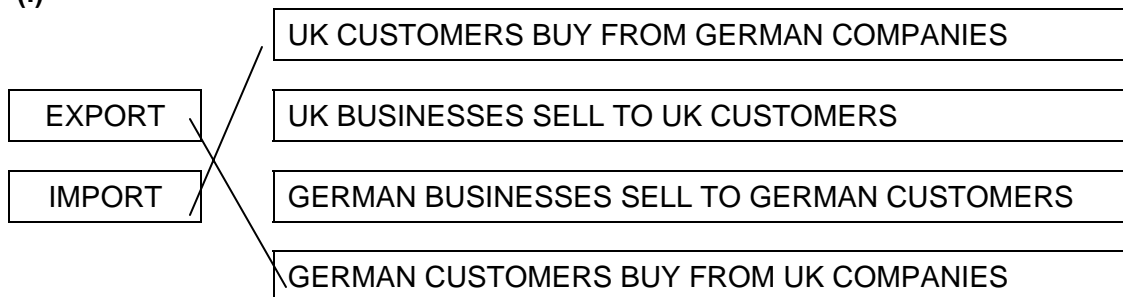 (i)
UK CUSTOMERS BUY FROM GERMAN COMPANIES
EXPORT
UK BUSINESSES SELL TO UK CUSTOMERS
IMPORT
GERMAN BUSINESSES SELL TO GERMAN CUSTOMERS
GERMAN CUSTOMERS BUY FROM UK COMPANIES